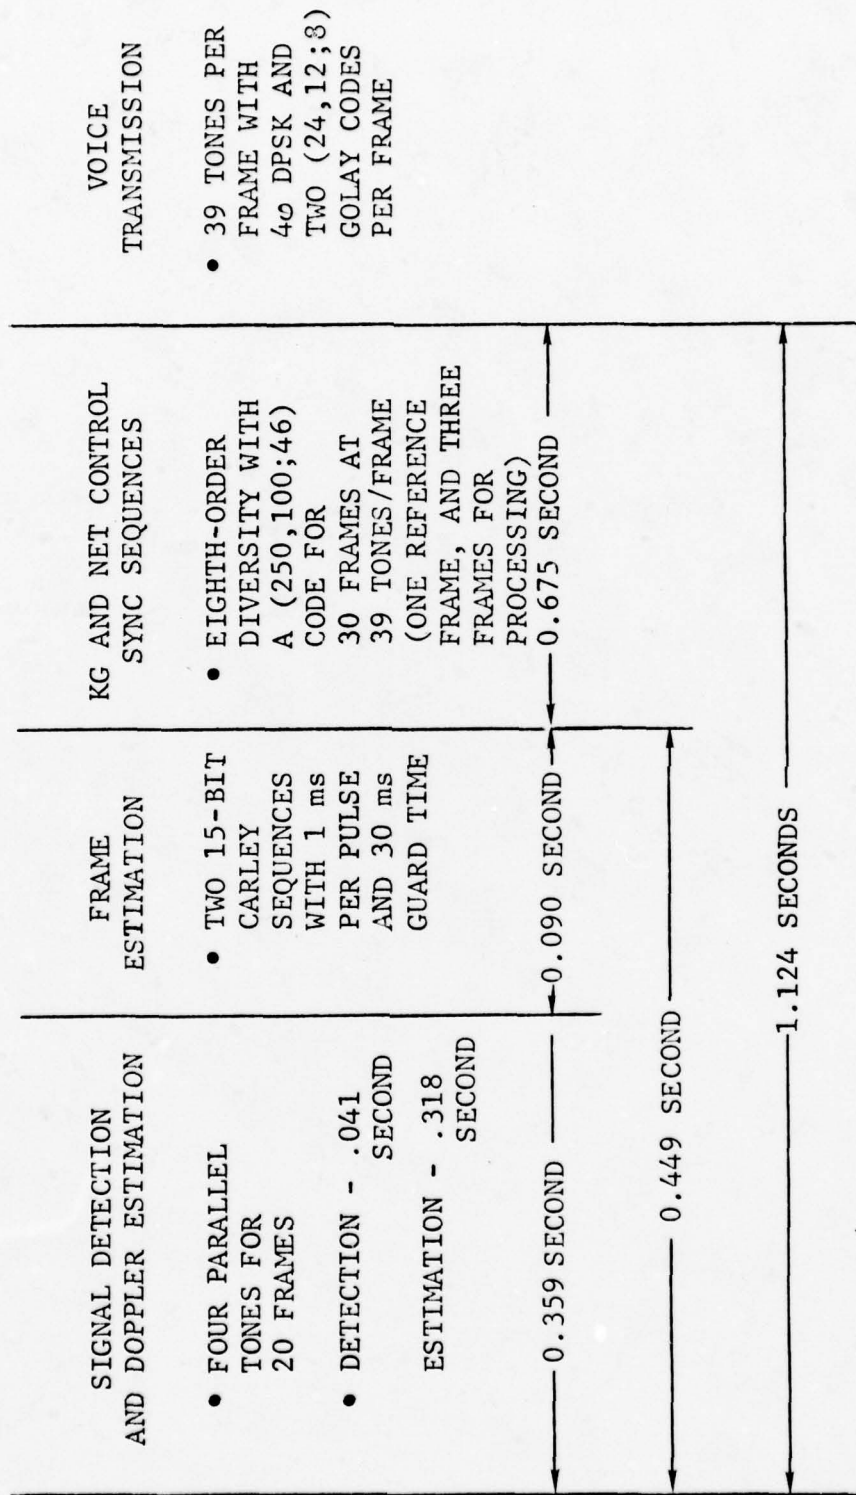 SIGNAL DETECTION
AND DOPPLER ESTIMATION
• FOUR PARALLEL
TONES FOR
20 FRAMES
• DETECTION - .041
SECOND
ESTIMATION - .318
SECOND
0.359 SECOND
FRAME
ESTIMATION
• TWO 15-BIT
CARLEY
SEQUENCES
WITH 1 ms
PER PULSE
AND 30 ms
GUARD TIME
0.090 SECOND
0.449 SECOND
KG AND NET CONTROL
SYNC SEQUENCES
• EIGHTH-ORDER
DIVERSITY WITH
A (250,100;46)
CODE FOR
30 FRAMES AT
39 TONES/FRAME
(ONE REFERENCE
FRAME, AND THREE
FRAMES FOR
PROCESSING)
0.675 SECOND
1.124 SECONDS
VOICE
TRANSMISSION
• 39 TONES PER
FRAME WITH
4φ DPSK AND
TWO (24,12;8)
GOLAY CODES
PER FRAME